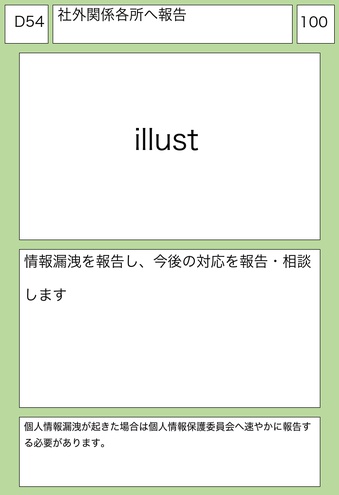 D54
社外関係各所へ報告
100
illust
情報漏洩を報告し、今後の対応を報告・相談
します
個人情報漏洩が起きた場合は個人情報保護委員会へ速やかに報告す
る必要があります。